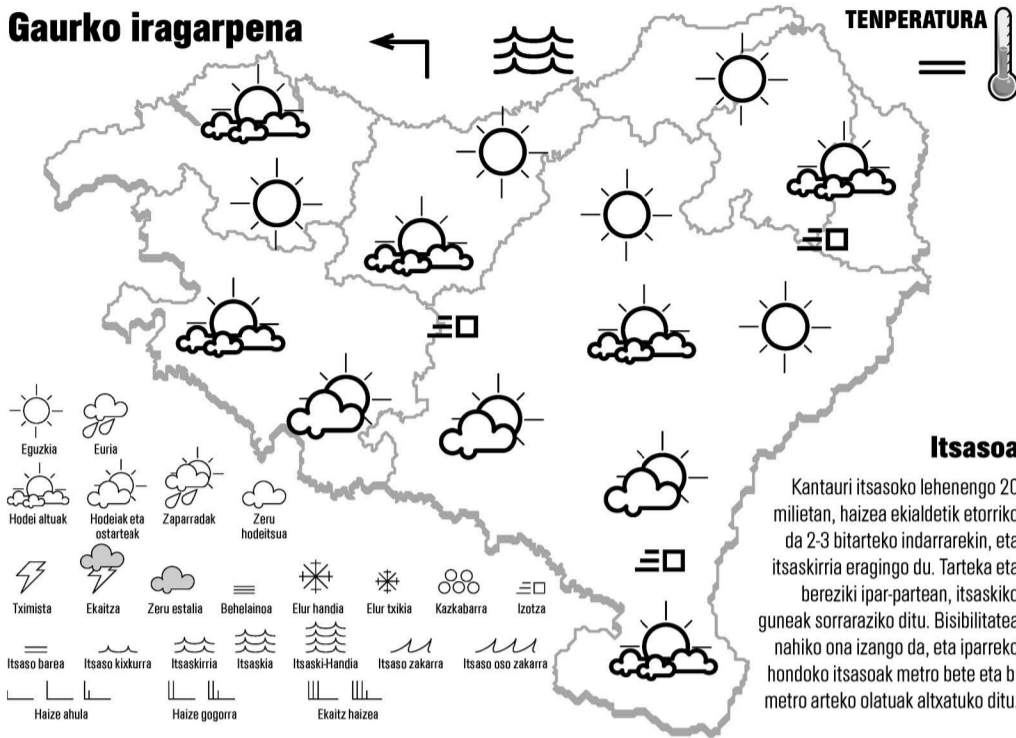 Gaurko iragarpena
TENPERATURA
Eguzkia
Euria
Hodei altuak
Hodeiak eta
ostarteak
Zaparradak
Zeru
hodeitsua
Tximista
Ekaitza
Zeru estalia
Behelainoa
Elur handia
Elur txikia
Kazkabarra
Izotza
Itsaso barea
Itsaso kixkurra
Itsaskirria
Itsaskia
Itsaski-Handia
Itsaso zakarra
Itsaso oso zakarra
Haize ahula
Haize gogorra
Ekaitz haizea
Itsasoa
Kantauri itsasoko lehenengo 20
milietan, haizea ekialdetik etorriko
da 2-3 bitarteko indarrarekin, eta
itsaskirria eragingo du. Tarteka eta
bereziki ipar-partean, itsaskiko
guneak sorraraziko ditu. Bisibilitatea
nahiko ona izango da, eta iparreko
hondoko itsasoak metro bete eta bi
metro arteko olatuak altxatuko ditu.